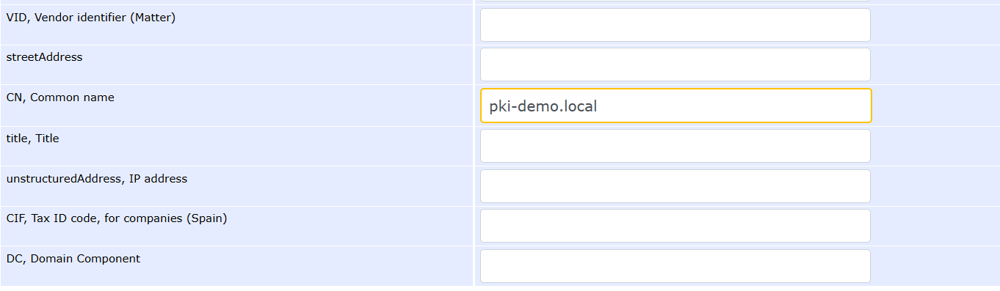 VID, Vendor identifier (Matter)
streetAddress
CN, Common name
pki-demo.local
title, Title
unstructuredAddress, IP address
CIF, Tax ID code, for companies (Spain)
DC, Domain Component